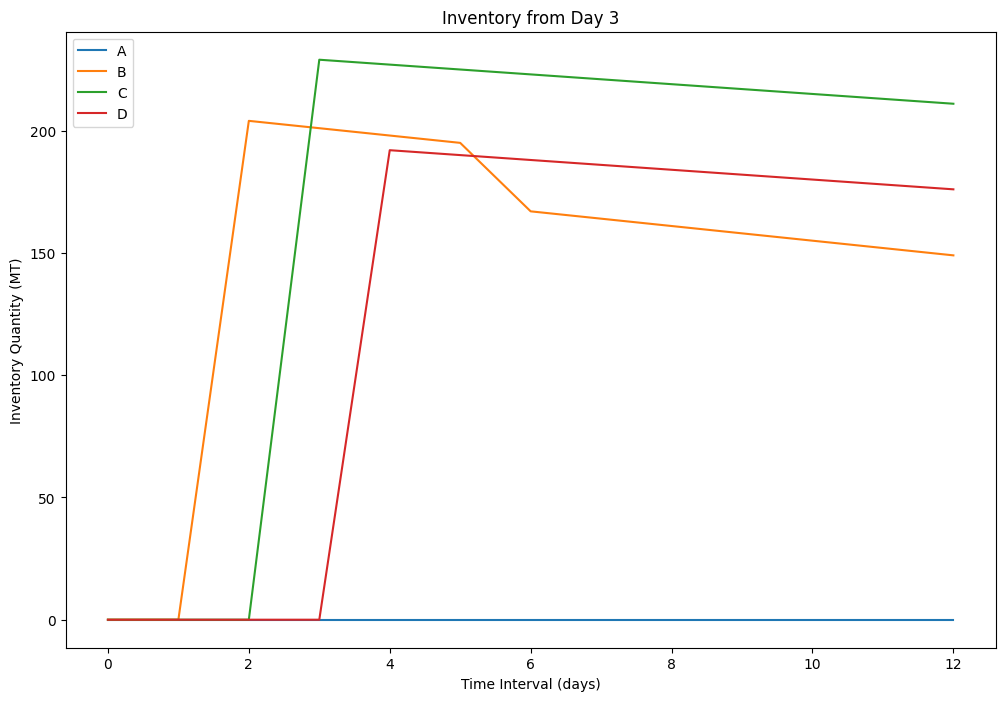 Inventory from Day 3
A
B
C
D
Inventory Quantity (MT)
200
150
100
50
0
0 2 4 6 8 10 12
Time Interval (days)